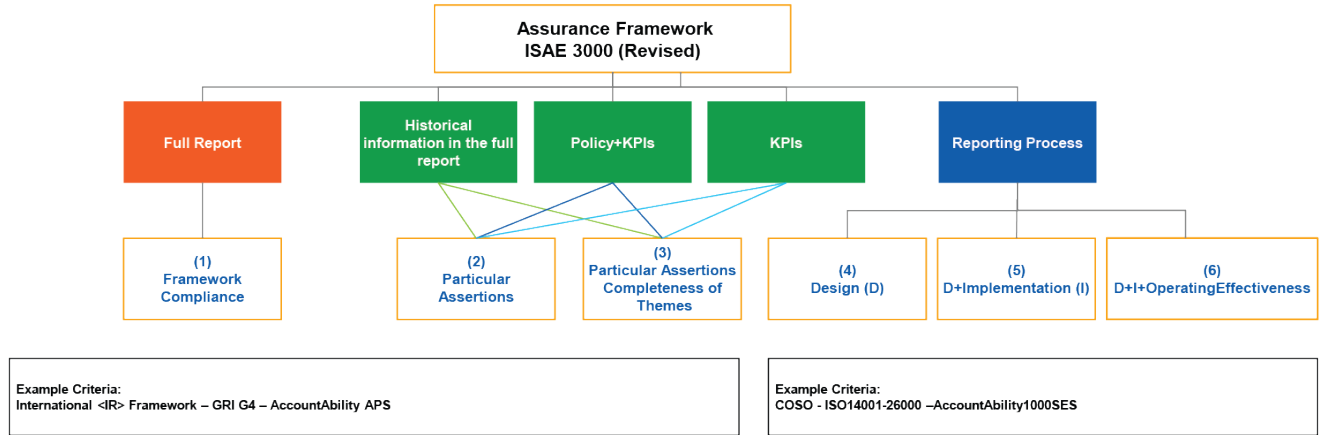 Assurance Framework
ISAE 3000 (Revised)
Full Report
Historical
information in the full
report
Policy+KPIs
KPIs
Reporting Process
(1)
Framework
Compliance
(2)
Particular
Assertions
(3)
Particular Assertions
Completeness of
Themes
(4)
Design (D)
(5)
D+Implementation (I)
(6)
D+I+OperatingEffectiveness
Example Criteria:
International <IR> Framework – GRI G4 – AccountAbility APS
Example Criteria:
COSO - ISO14001-26000 –AccountAbility1000SES